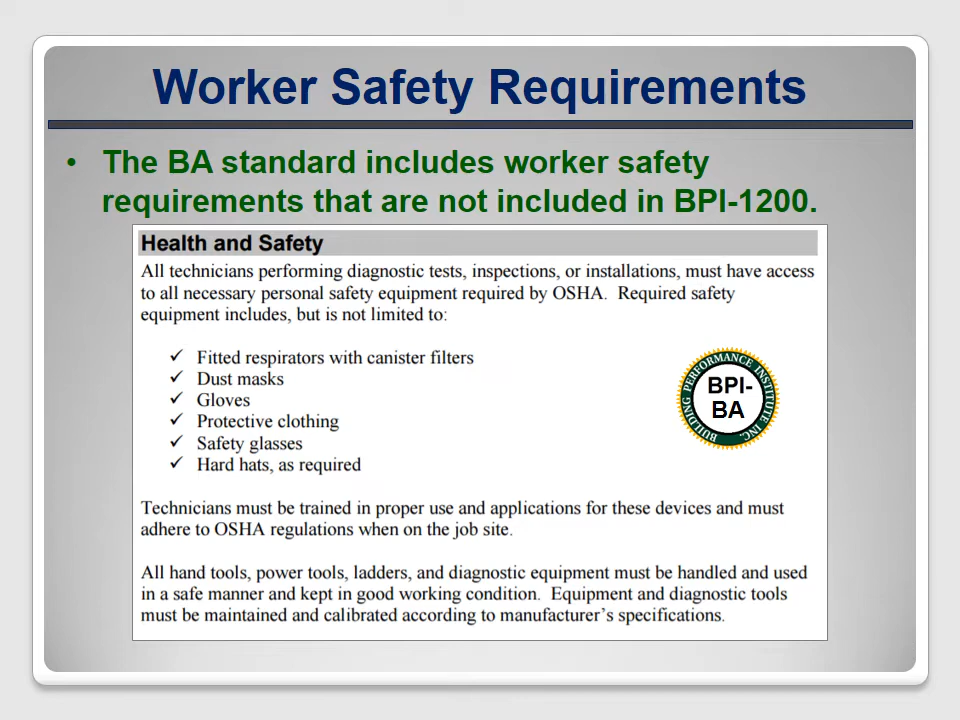 Worker Safety Requirements
• The BA standard includes worker safety
requirements that are not included in BPI-1200.
Health and Safety
All technicians performing diagnostic tests, inspections, or installations, must have access
to all necessary personal safety equipment required by OSHA.  Required safety
equipment includes, but is not limited to:
✓ Fitted respirators with canister filters
✓ Dust masks
✓ Gloves
✓ Protective clothing
✓ Safety glasses
✓ Hard hats, as required
BUILDING PERFORMANCE INSTITUTE INC.
BPI-
BA
Technicians must be trained in proper use and applications for these devices and must
adhere to OSHA regulations when on the job site.
All hand tools, power tools, ladders, and diagnostic equipment must be handled and used
in a safe manner and kept in good working condition.  Equipment and diagnostic tools
must be maintained and calibrated according to manufacturer’s specifications.